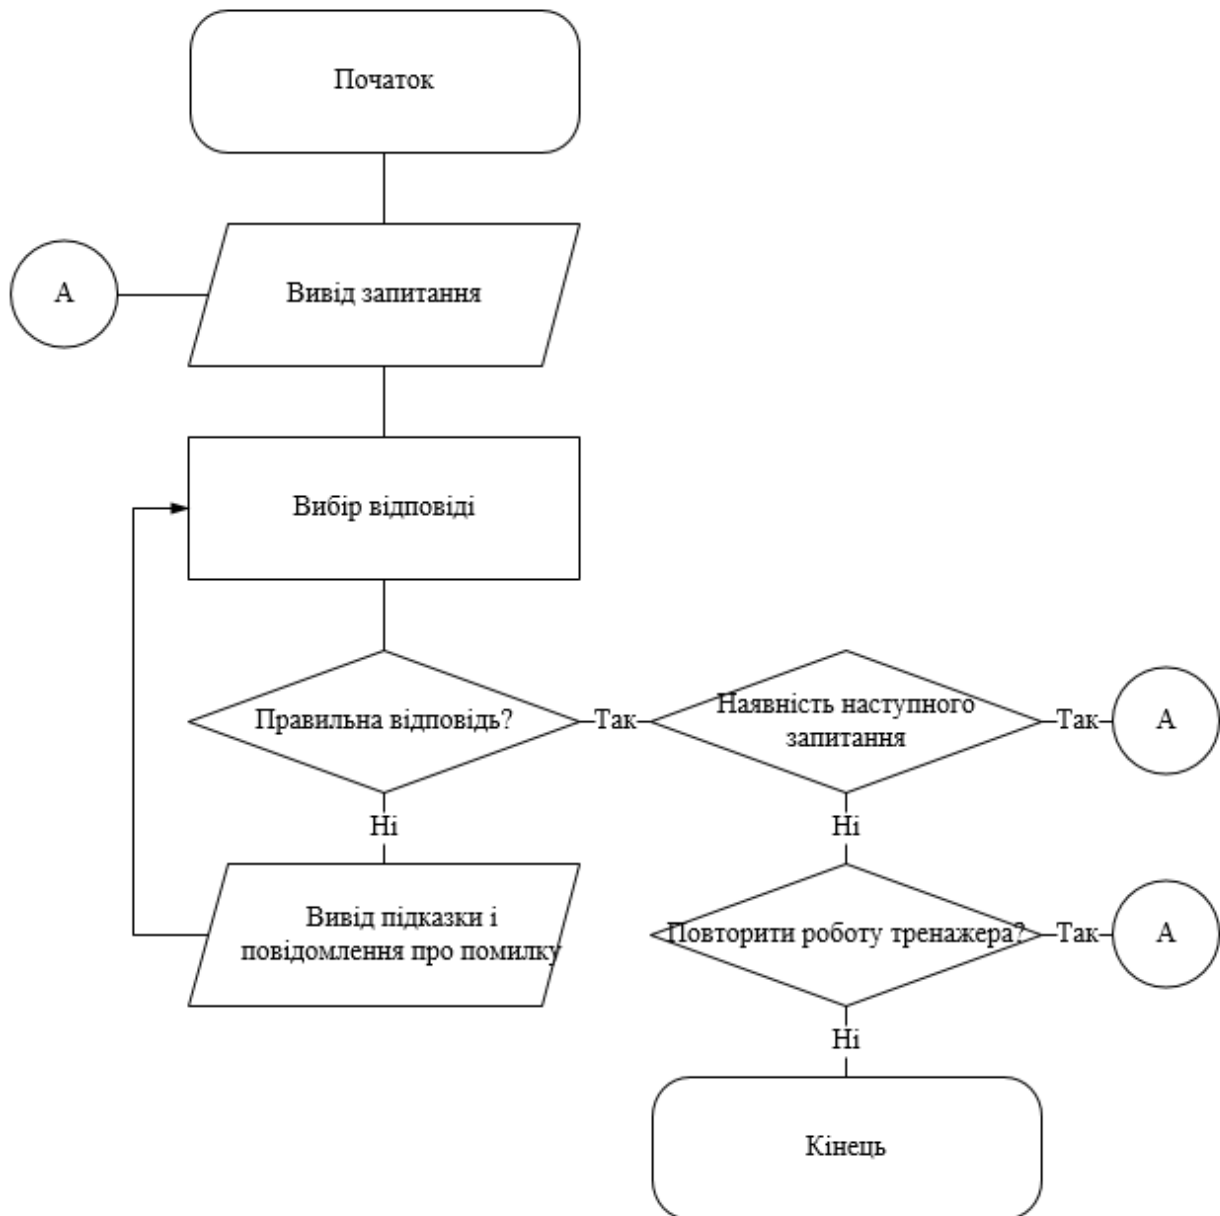 Початок
А
Вивід запитання
Вибір відповіді
Правильна відповідь?
Так
Наявність наступного
запитання
Так
А
Ні
Ні
Вивід підказки і
повідомлення про помилку
Повторити роботу тренажера?
Так
А
Ні
Кінець